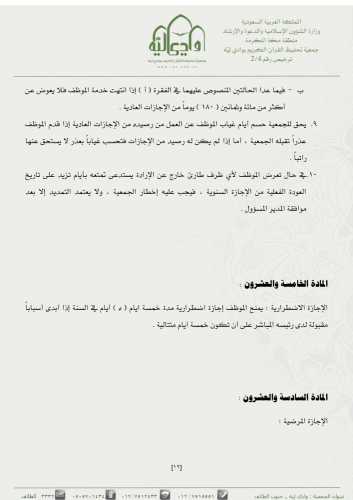 المملكة العربية السعودية
وزارة الشؤون الإسلامية والدعوة والإرشاد
منطقة مكة المكرمة
جمعية تحفيظ القرآن الكريم بوادي ليّة
ترخيص رقم 2/4
وادي ليّة
ب - فيما عدا الحالتين المنصوص عليهما في الفقرة ( أ ) إذا انتهت خدمة الموظف فلا يعوض عن
أكثر من مائة وثمانين ( ١٨٠ ) يوماً من الإجازات العادية .
٩. يحق للجمعية حسم أيام غياب الموظف عن العمل من رصيده من الإجازات العادية إذا قدم الموظف
عذراً تقبله الجمعية ، أما إذا لم يكن له رصيد من الإجازات فتحسب غياباً بعذر لا يستحق عنها
راتباً .
١٠. في حال تعرض الموظف لأي ظرف طارئ خارج عن الإرادة يستدعي تمتعه بأيام تزيد على تاريخ
العودة الفعلية من الإجازة السنوية ، فيجب عليه إخطار الجمعية ، ولا يعتمد التمديد إلا بعد
موافقة المدير المسؤول .
المادة الخامسة والعشرون :
الإجازة الاضطرارية : يمنح الموظف إجازة اضطرارية مدة خمسة أيام ( ٥ ) أيام في السنة إذا أبدى أسباباً
مقبولة لدى رئيسه المباشر على أن تكون خمسة أيام متتالية .
المادة السادسة والعشرون :
الإجازة المرضية :
[١٦]